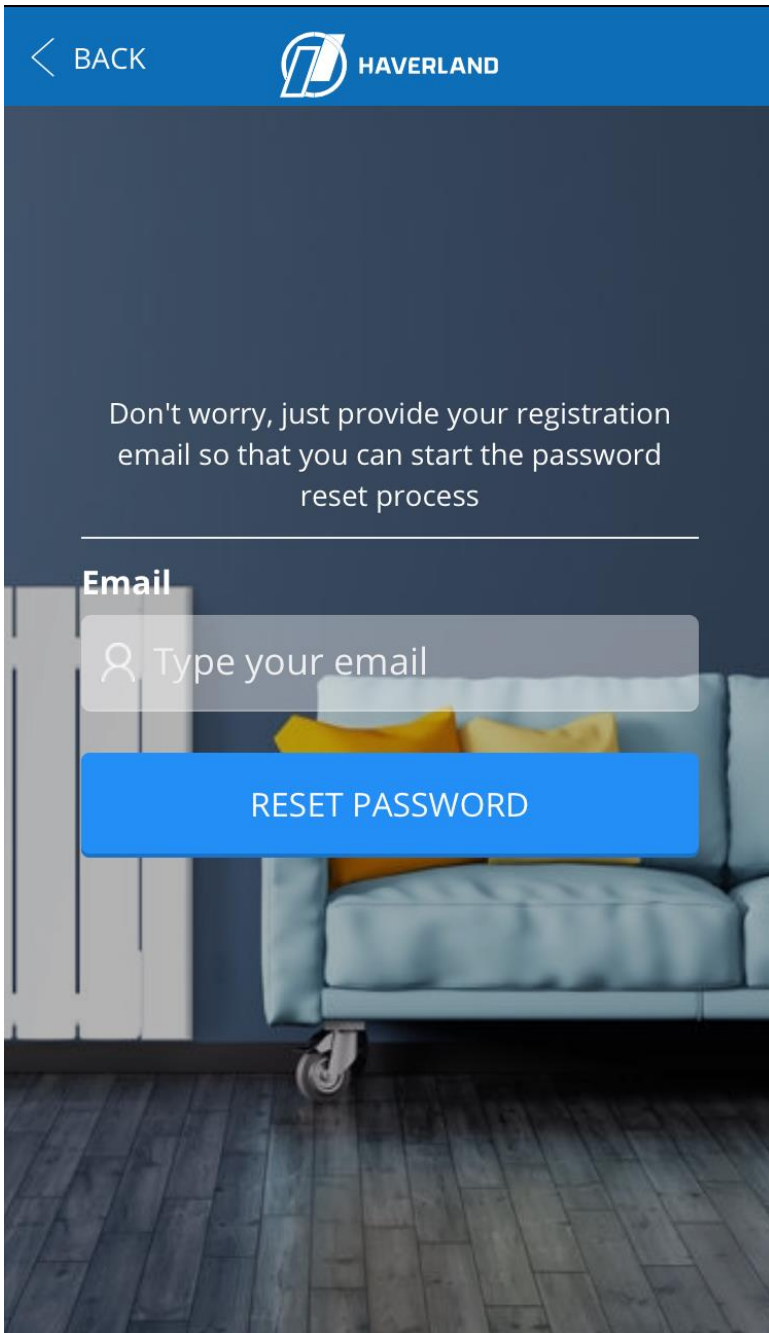 BACK
HAVERLAND
Don't worry, just provide your registration
email so that you can start the password
reset process
Email
Type your email
RESET PASSWORD